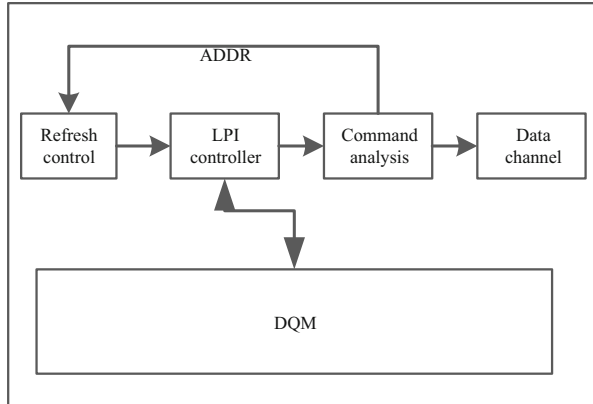 ADDR
Refresh
control
LPI
controller
Command
analysis
Data
channel
DQM